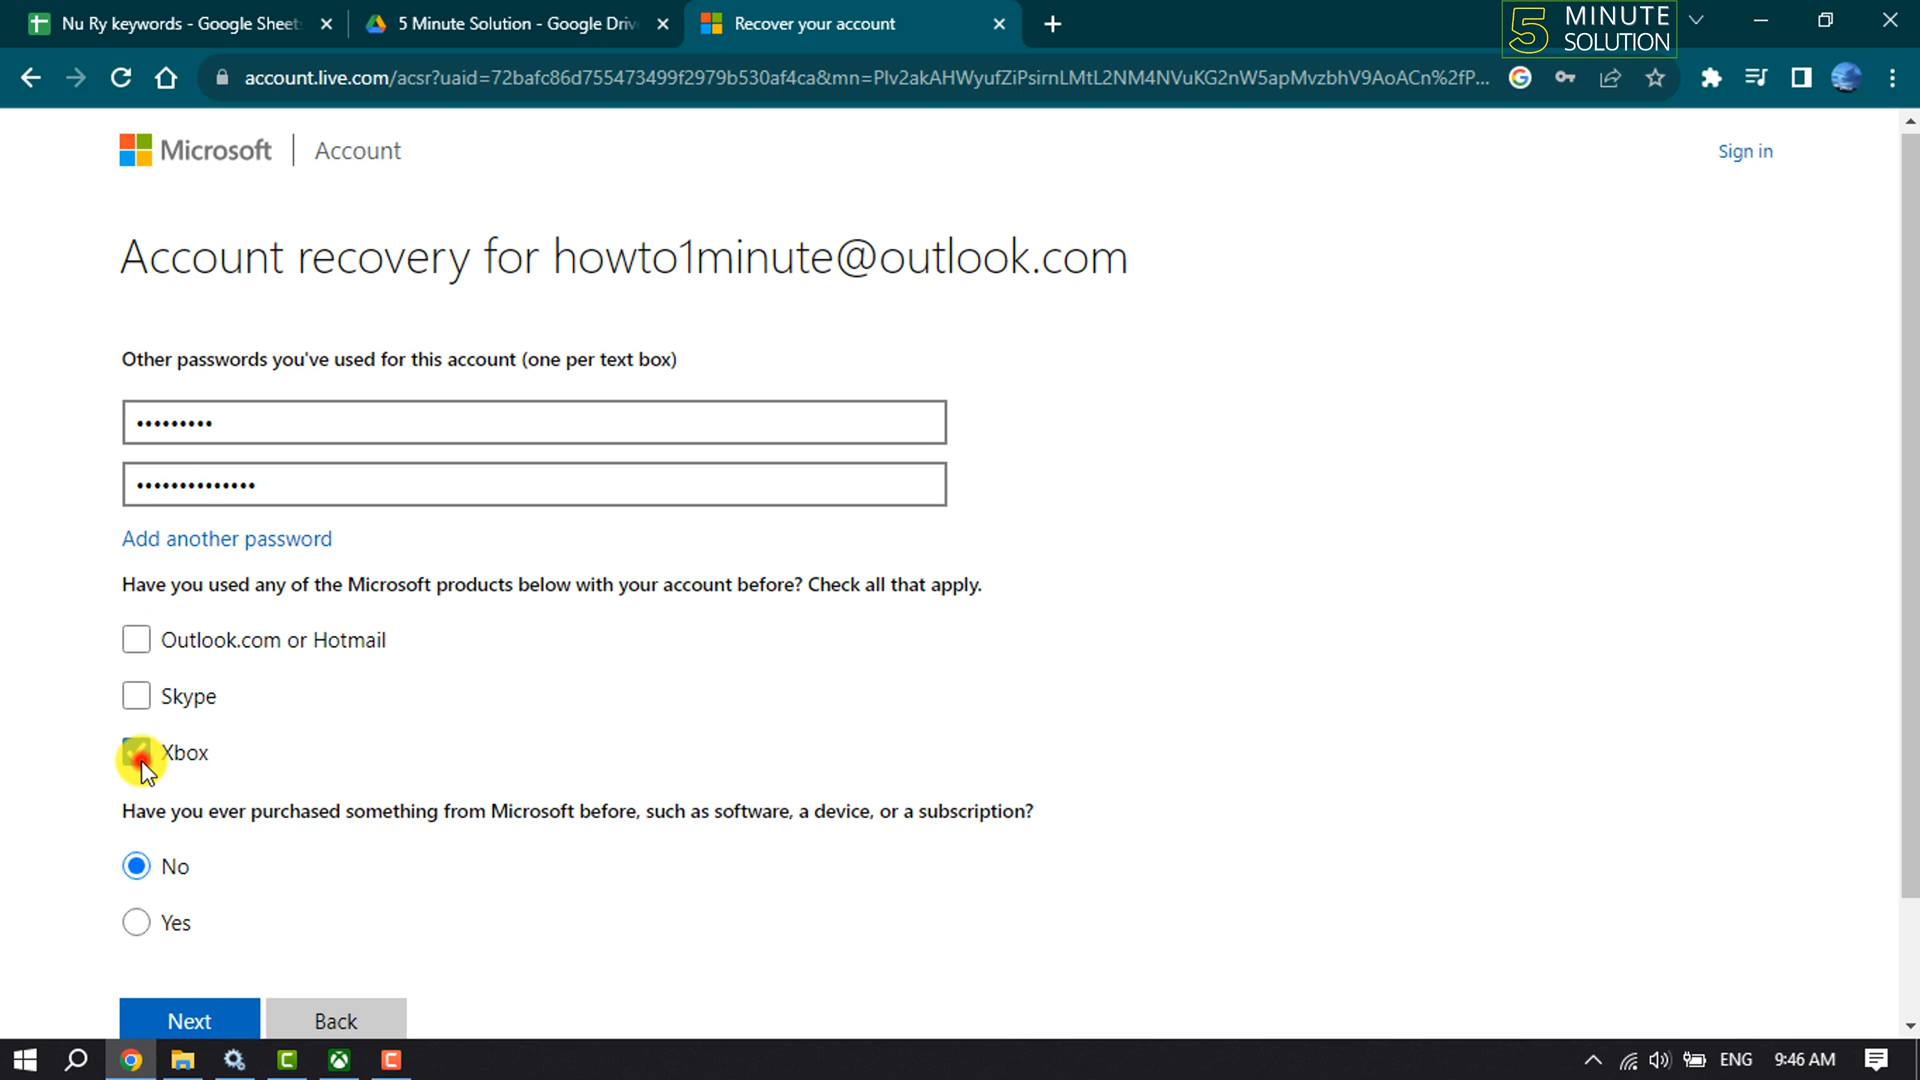 Nu Ry keywords - Google Sheets
5 Minute Solution - Google Driv
Recover your account
5 MINUTE SOLUTION
account.live.com/acsr?uaid=72bafc86d755473499f2979b530af4ca&mn=Plv2akAHWyufZiPsirnLMtL2NM4NVuKG2nW5apMvzbhV9AoACn%2fP...
Microsoft | Account
Sign in
Account recovery for howto1minute@outlook.com
Other passwords you've used for this account (one per text box)
•••••••••
••••••••••••••
Add another password
Have you used any of the Microsoft products below with your account before? Check all that apply.
Outlook.com or Hotmail
Skype
Xbox
Have you ever purchased something from Microsoft before, such as software, a device, or a subscription?
No
Yes
Next
Back
ENG
9:46 AM